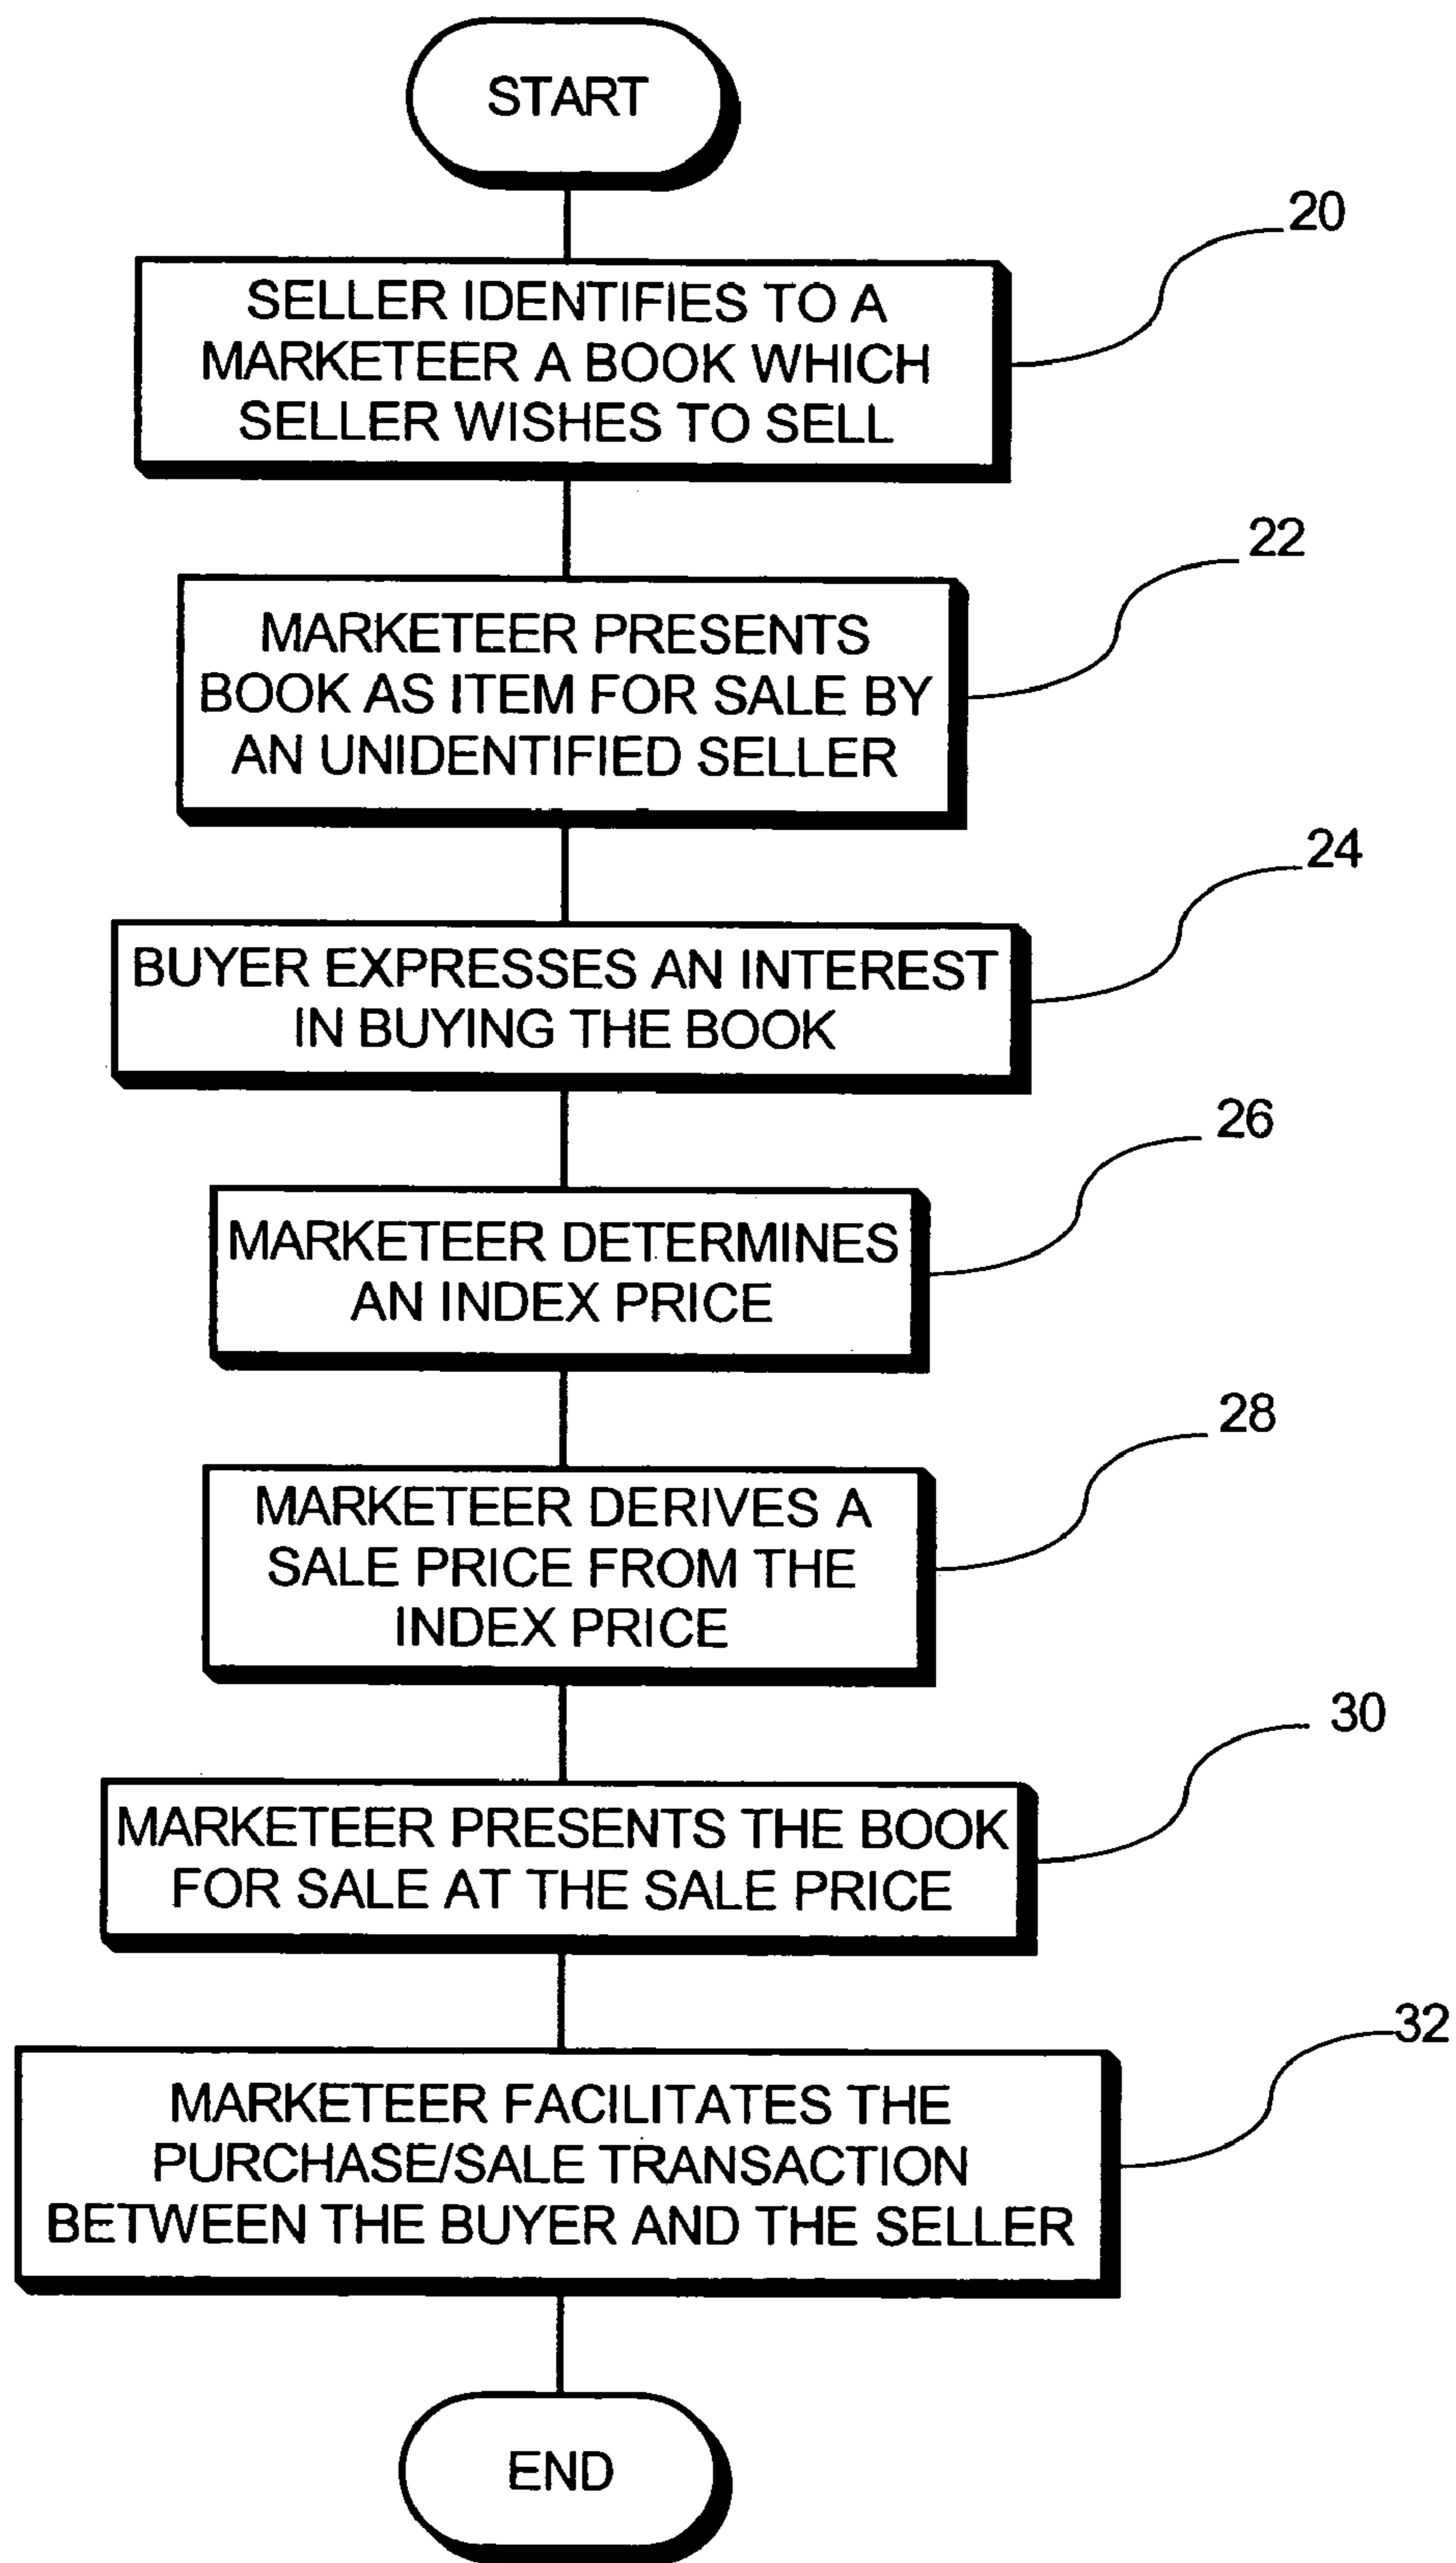 START
20
SELLER IDENTIFIES TO A
MARKETEER A BOOK WHICH
SELLER WISHES TO SELL
22
MARKETEER PRESENTS
BOOK AS ITEM FOR SALE BY
AN UNIDENTIFIED SELLER
24
BUYER EXPRESSES AN INTEREST
IN BUYING THE BOOK
26
MARKETEER DETERMINES
AN INDEX PRICE
28
MARKETEER DERIVES A
SALE PRICE FROM THE
INDEX PRICE
30
MARKETEER PRESENTS THE BOOK
FOR SALE AT THE SALE PRICE
32
MARKETEER FACILITATES THE
PURCHASE/SALE TRANSACTION
BETWEEN THE BUYER AND THE SELLER
END